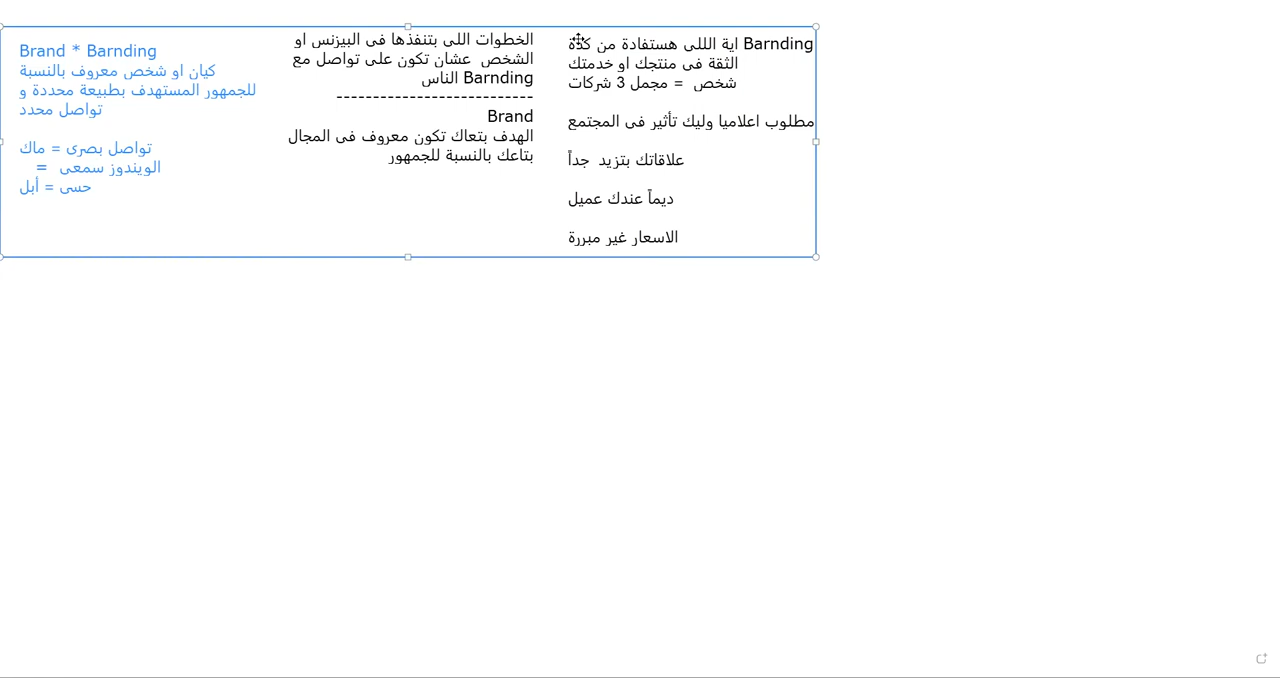 Brand * Barnding
كيان او شخص معروف بالنسبة
للجمهور المستهدف بطبيعة محددة و
تواصل محدد
تواصل بصرى = ماك
الويندوز سمعى =
حسى = أبل
الخطوات اللى بتنفذها فى البيزنس او
الشخص عشان تكون على تواصل مع
الناس Barnding
---------------------------
Brand
الهدف بتعاك تكون معروف فى المجال
بتاعك بالنسبة للجمهور
اية الللى هستفادة من كدة Barnding
الثقة فى منتجك او خدمتك
شخص = مجمل 3 شركات
مطلوب اعلاميا وليك تأثير فى المجتمع
علاقاتك بتزيد جداً
ديماً عندك عميل
الاسعار غير مبررة